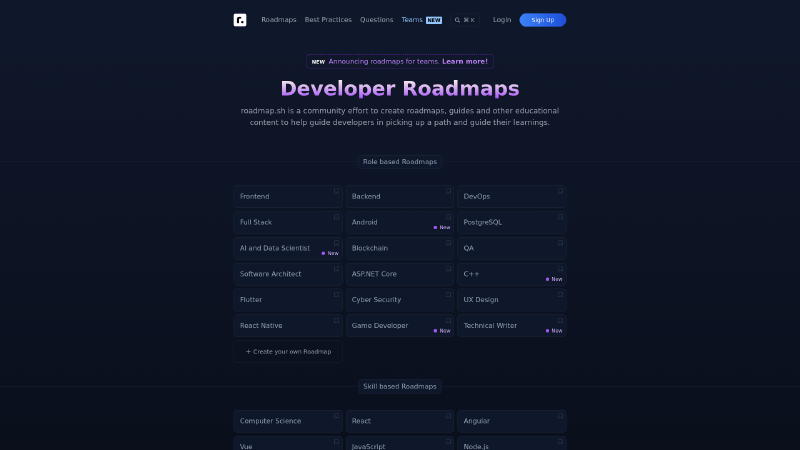 r.
Roadmaps Best Practices Questions Teams NEW ⌘ K Login Sign Up
NEW Announcing roadmaps for teams. Learn more!
Developer Roadmaps
roadmap.sh is a community effort to create roadmaps, guides and other educational
content to help guide developers in picking up a path and guide their learnings.
Role based Roadmaps
Frontend
Backend
DevOps
Full Stack
Android
New
PostgreSQL
AI and Data Scientist
New
Blockchain
QA
Software Architect
ASP.NET Core
C++
New
Flutter
Cyber Security
UX Design
React Native
Game Developer
New
Technical Writer
New
+ Create your own Roadmap
Skill based Roadmaps
Computer Science
React
Angular
Vue
JavaScript
Node.js